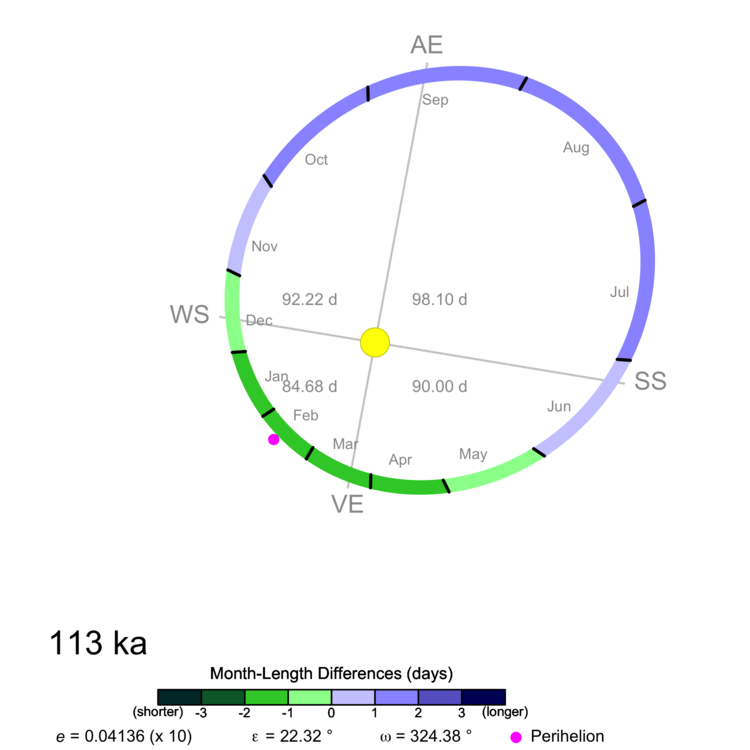 AE
Sep
Aug
Oct
Nov
Jul
92.22 d 98.10 d
WS
Dec
SS
Jan
84.68 d 90.00 d
Jun
Feb
Mar
Apr
May
VE
113 ka
Month-Length Differences (days)
(shorter) -3 -2 -1 0 1 2 3 (longer)
e = 0.04136 (x 10) ε = 22.32 ° ω = 324.38 ° Perihelion